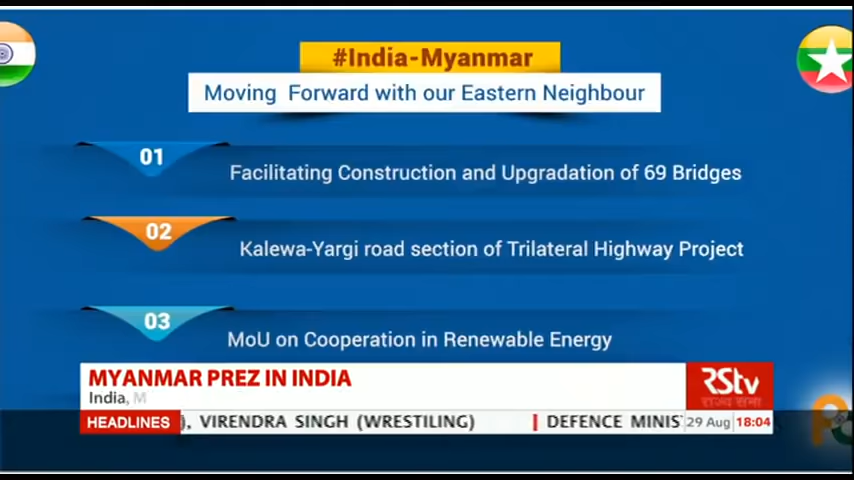 #India-Myanmar
Moving Forward with our Eastern Neighbour
01
Facilitating Construction and Upgradation of 69 Bridges
02
Kalewa-Yargi road section of Trilateral Highway Project
03
MoU on Cooperation in Renewable Energy
MYANMAR PREZ IN INDIA
India, M
RStv
राज्य सभा
HEADLINES ), VIRENDRA SINGH (WRESTILING) DEFENCE MINIS 29 Aug 18:04